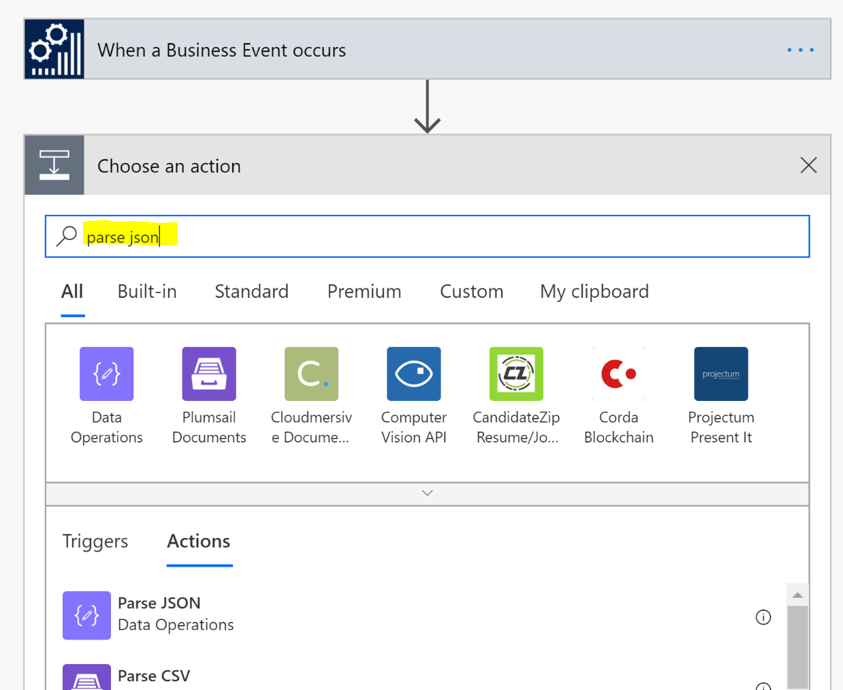 When a Business Event occurs
Choose an action
parse json
All Built-in Standard Premium Custom My clipboard
C.
CZ
projectum
Data Operations
Plumsail Documents
Cloudmersiv e Docume...
Computer Vision API
CandidateZip Resume/Jo...
Corda Blockchain
Projectum Present It
Triggers Actions
Parse JSON
Data Operations
Parse CSV